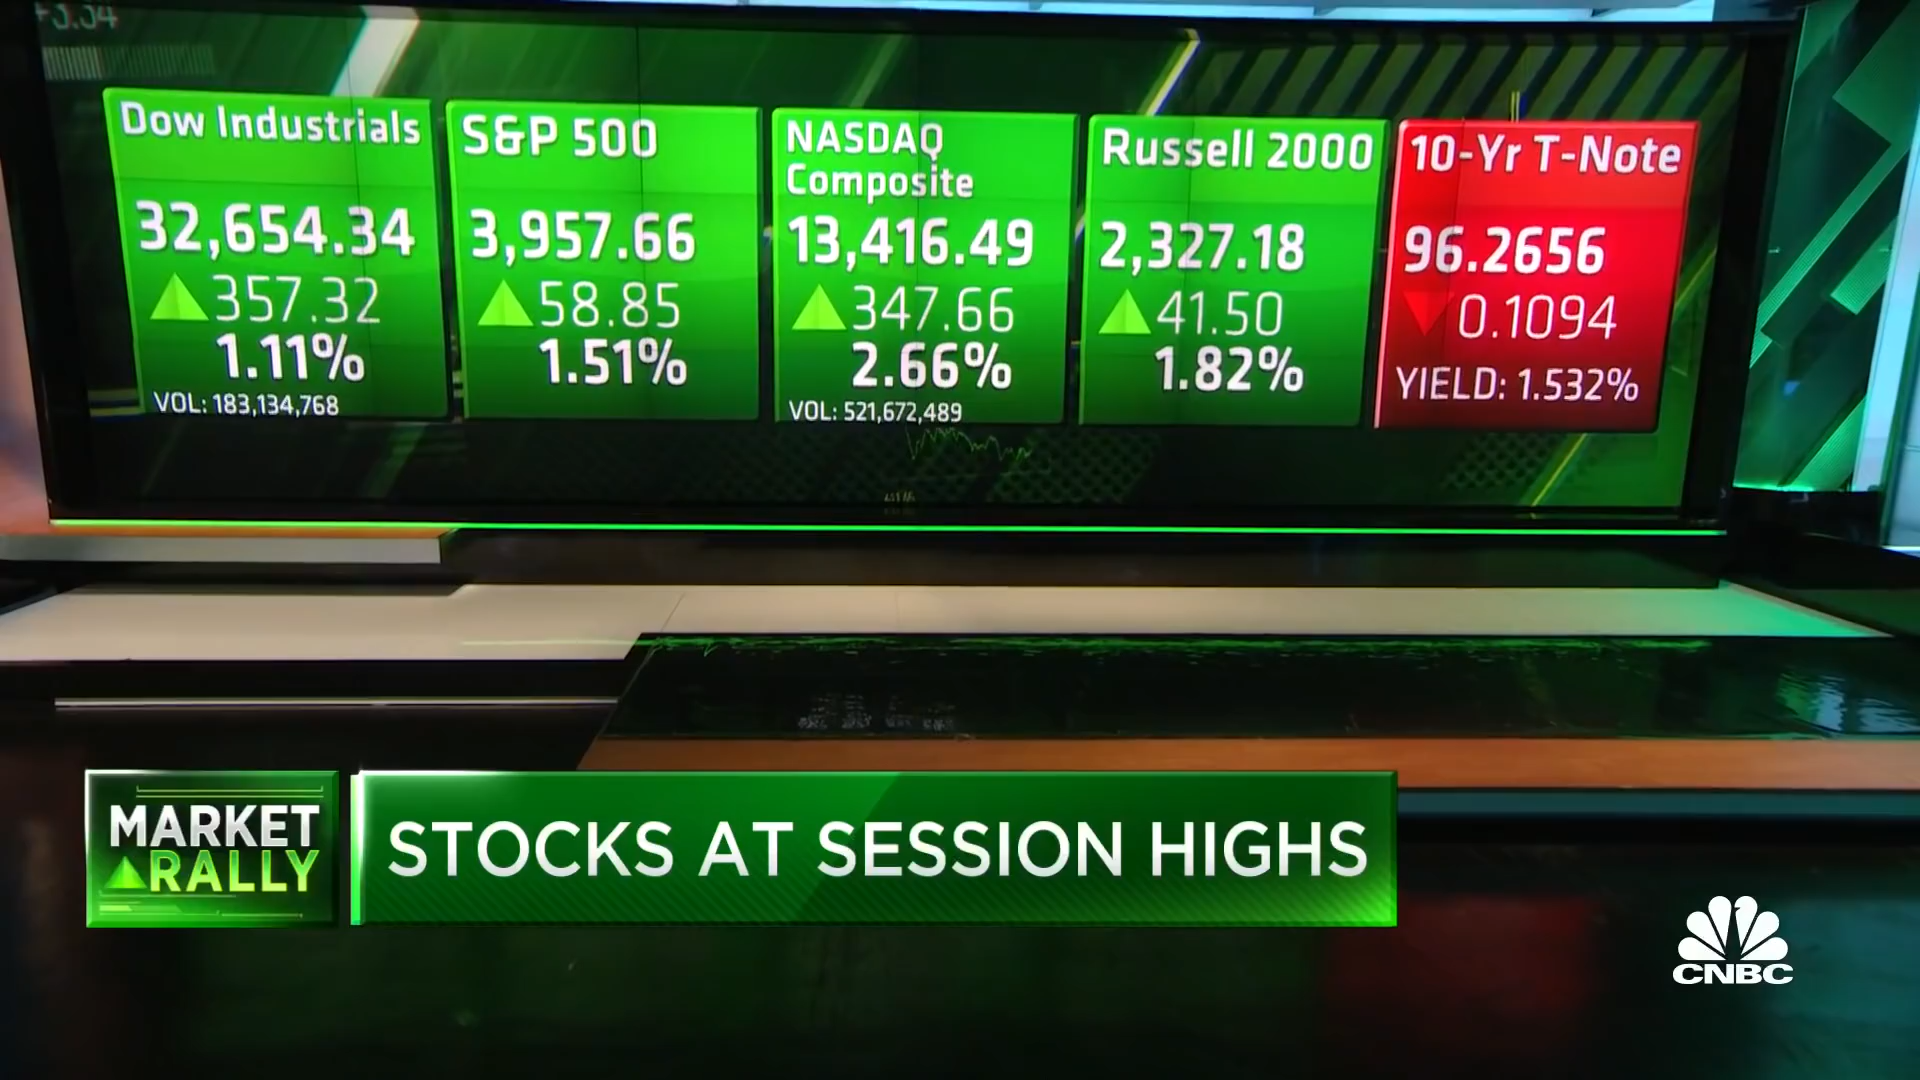 +3.34
Dow Industrials
32,654.34
357.32
1.11%
VOL: 183,134,768
S&P 500
3,957.66
58.85
1.51%
NASDAQ
Composite
13,416.49
347.66
2.66%
VOL: 521,672,489
Russell 2000
2,327.18
41.50
1.82%
10-Yr T-Note
96.2656
0.1094
YIELD: 1.532%
MARKET
RALLY
STOCKS AT SESSION HIGHS
CNBC